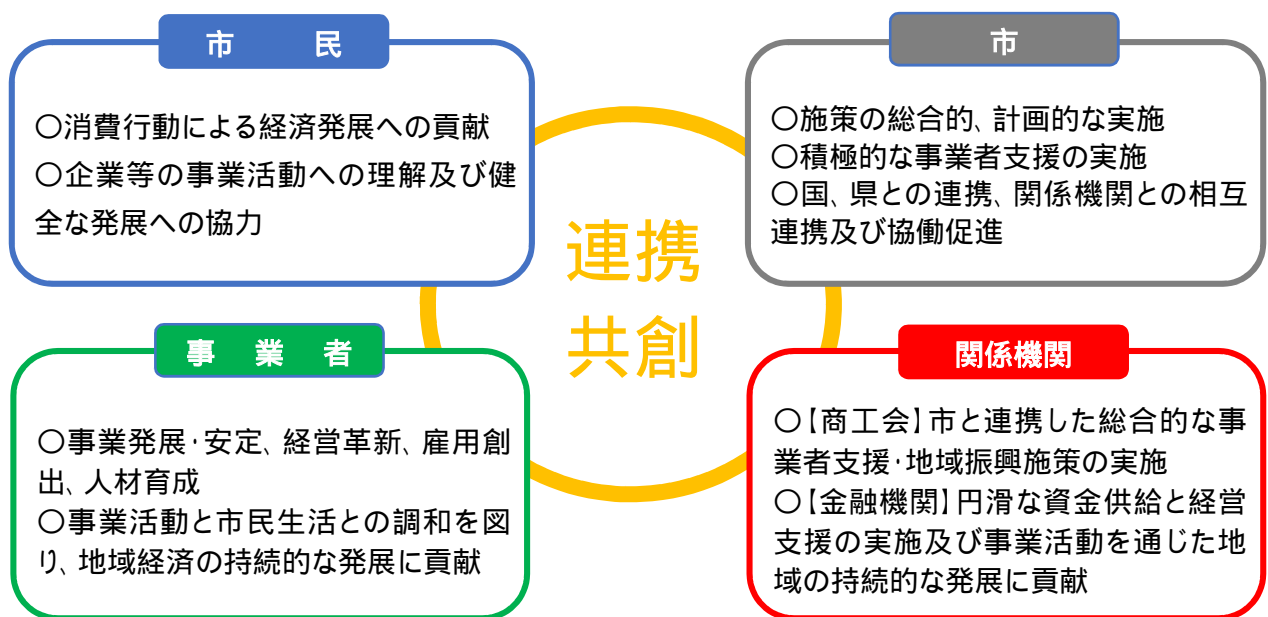 市　民
〇消費行動による経済発展への貢献
〇企業等の事業活動への理解及び健
全な発展への協力
市
〇施策の総合的、計画的な実施
〇積極的な事業者支援の実施
〇国、県との連携、関係機関との相互
連携及び協働促進
連携
共創
事　業　者
〇事業発展・安定、経営革新、雇用創
出、人材育成
〇事業活動と市民生活との調和を図
り、地域経済の持続的な発展に貢献
関係機関
〇【商工会】市と連携した総合的な事
業者支援・地域振興施策の実施
〇【金融機関】円滑な資金供給と経営
支援の実施及び事業活動を通じた地
域の持続的な発展に貢献